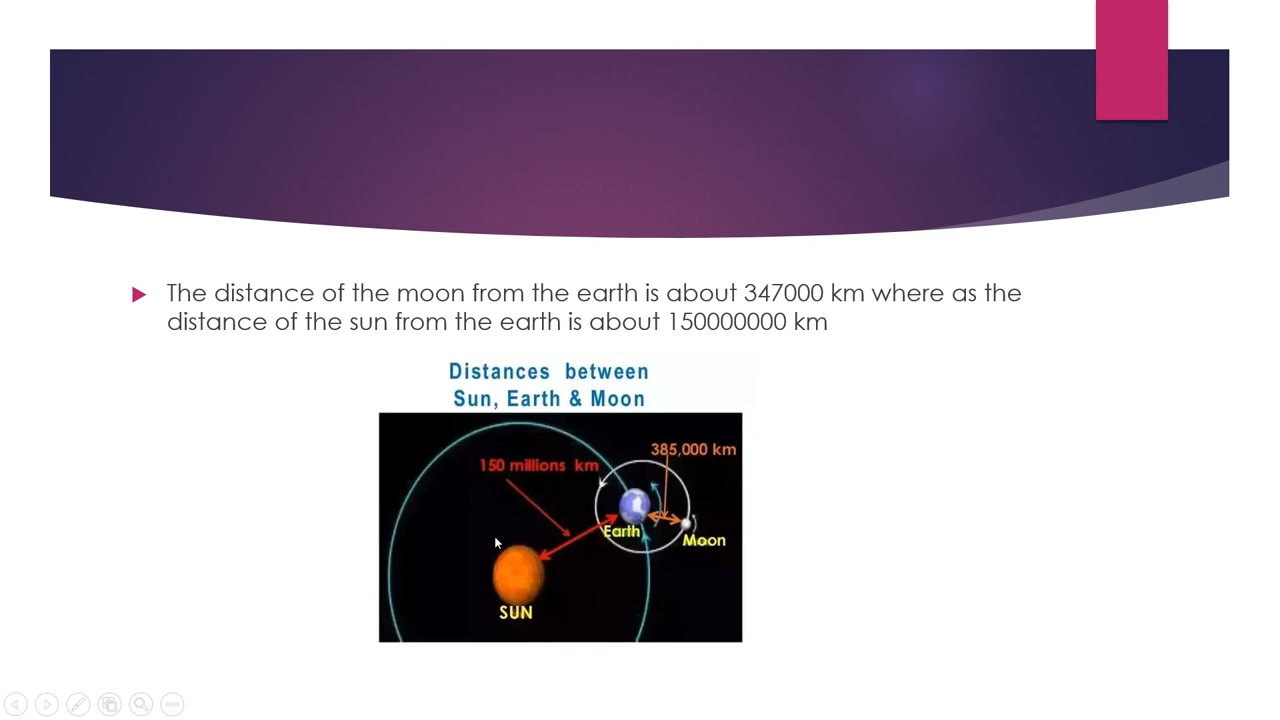 The distance of the moon from the earth is about 347000 km where as the
distance of the sun from the earth is about 150000000 km
Distances between
Sun, Earth & Moon
385,000 km
150 millions km
Earth
Moon
SUN